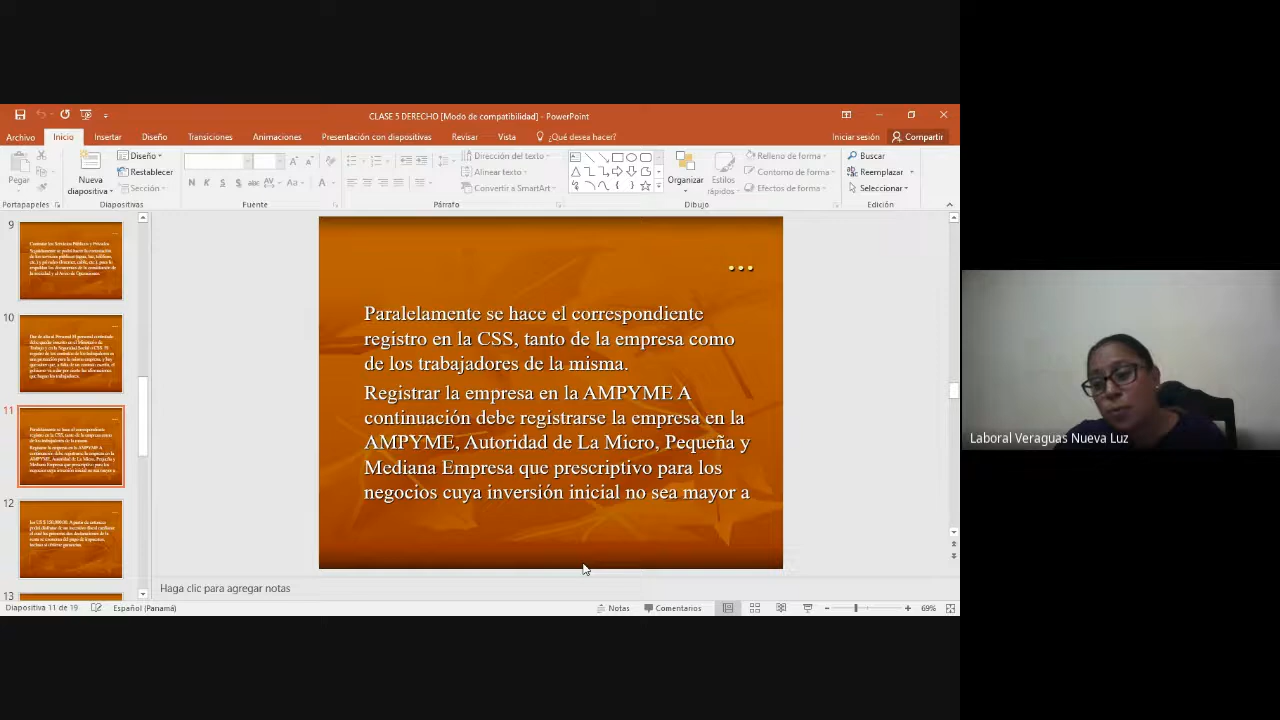 CLASE 5 DERECHO [Modo de compatibilidad] - PowerPoint
Archivo Inicio Insertar Diseño Transiciones Animaciones Presentación con diapositivas Revisar Vista ¿Qué desea hacer? Iniciar sesión Compartir
Pegar
Nueva diapositiva
Diseño
Restablecer
Sección
N K S S abc AV Aa A
Dirección del texto
Alinear texto
Convertir a SmartArt
Organizar
Estilos rápidos
Relleno de forma
Contorno de forma
Efectos de forma
Buscar
Reemplazar
Seleccionar
Portapapeles Diapositivas Fuente Párrafo Dibujo Edición
9
10
11
12
13
...
Paralelamente se hace el correspondiente
registro en la CSS, tanto de la empresa como
de los trabajadores de la misma.
Registrar la empresa en la AMPYME A
continuación debe registrarse la empresa en la
AMPYME, Autoridad de La Micro, Pequeña y
Mediana Empresa que prescriptivo para los
negocios cuya inversión inicial no sea mayor a
Haga clic para agregar notas
Diapositiva 11 de 19 Español (Panamá) Notas Comentarios 69%
Laboral Veraguas Nueva Luz